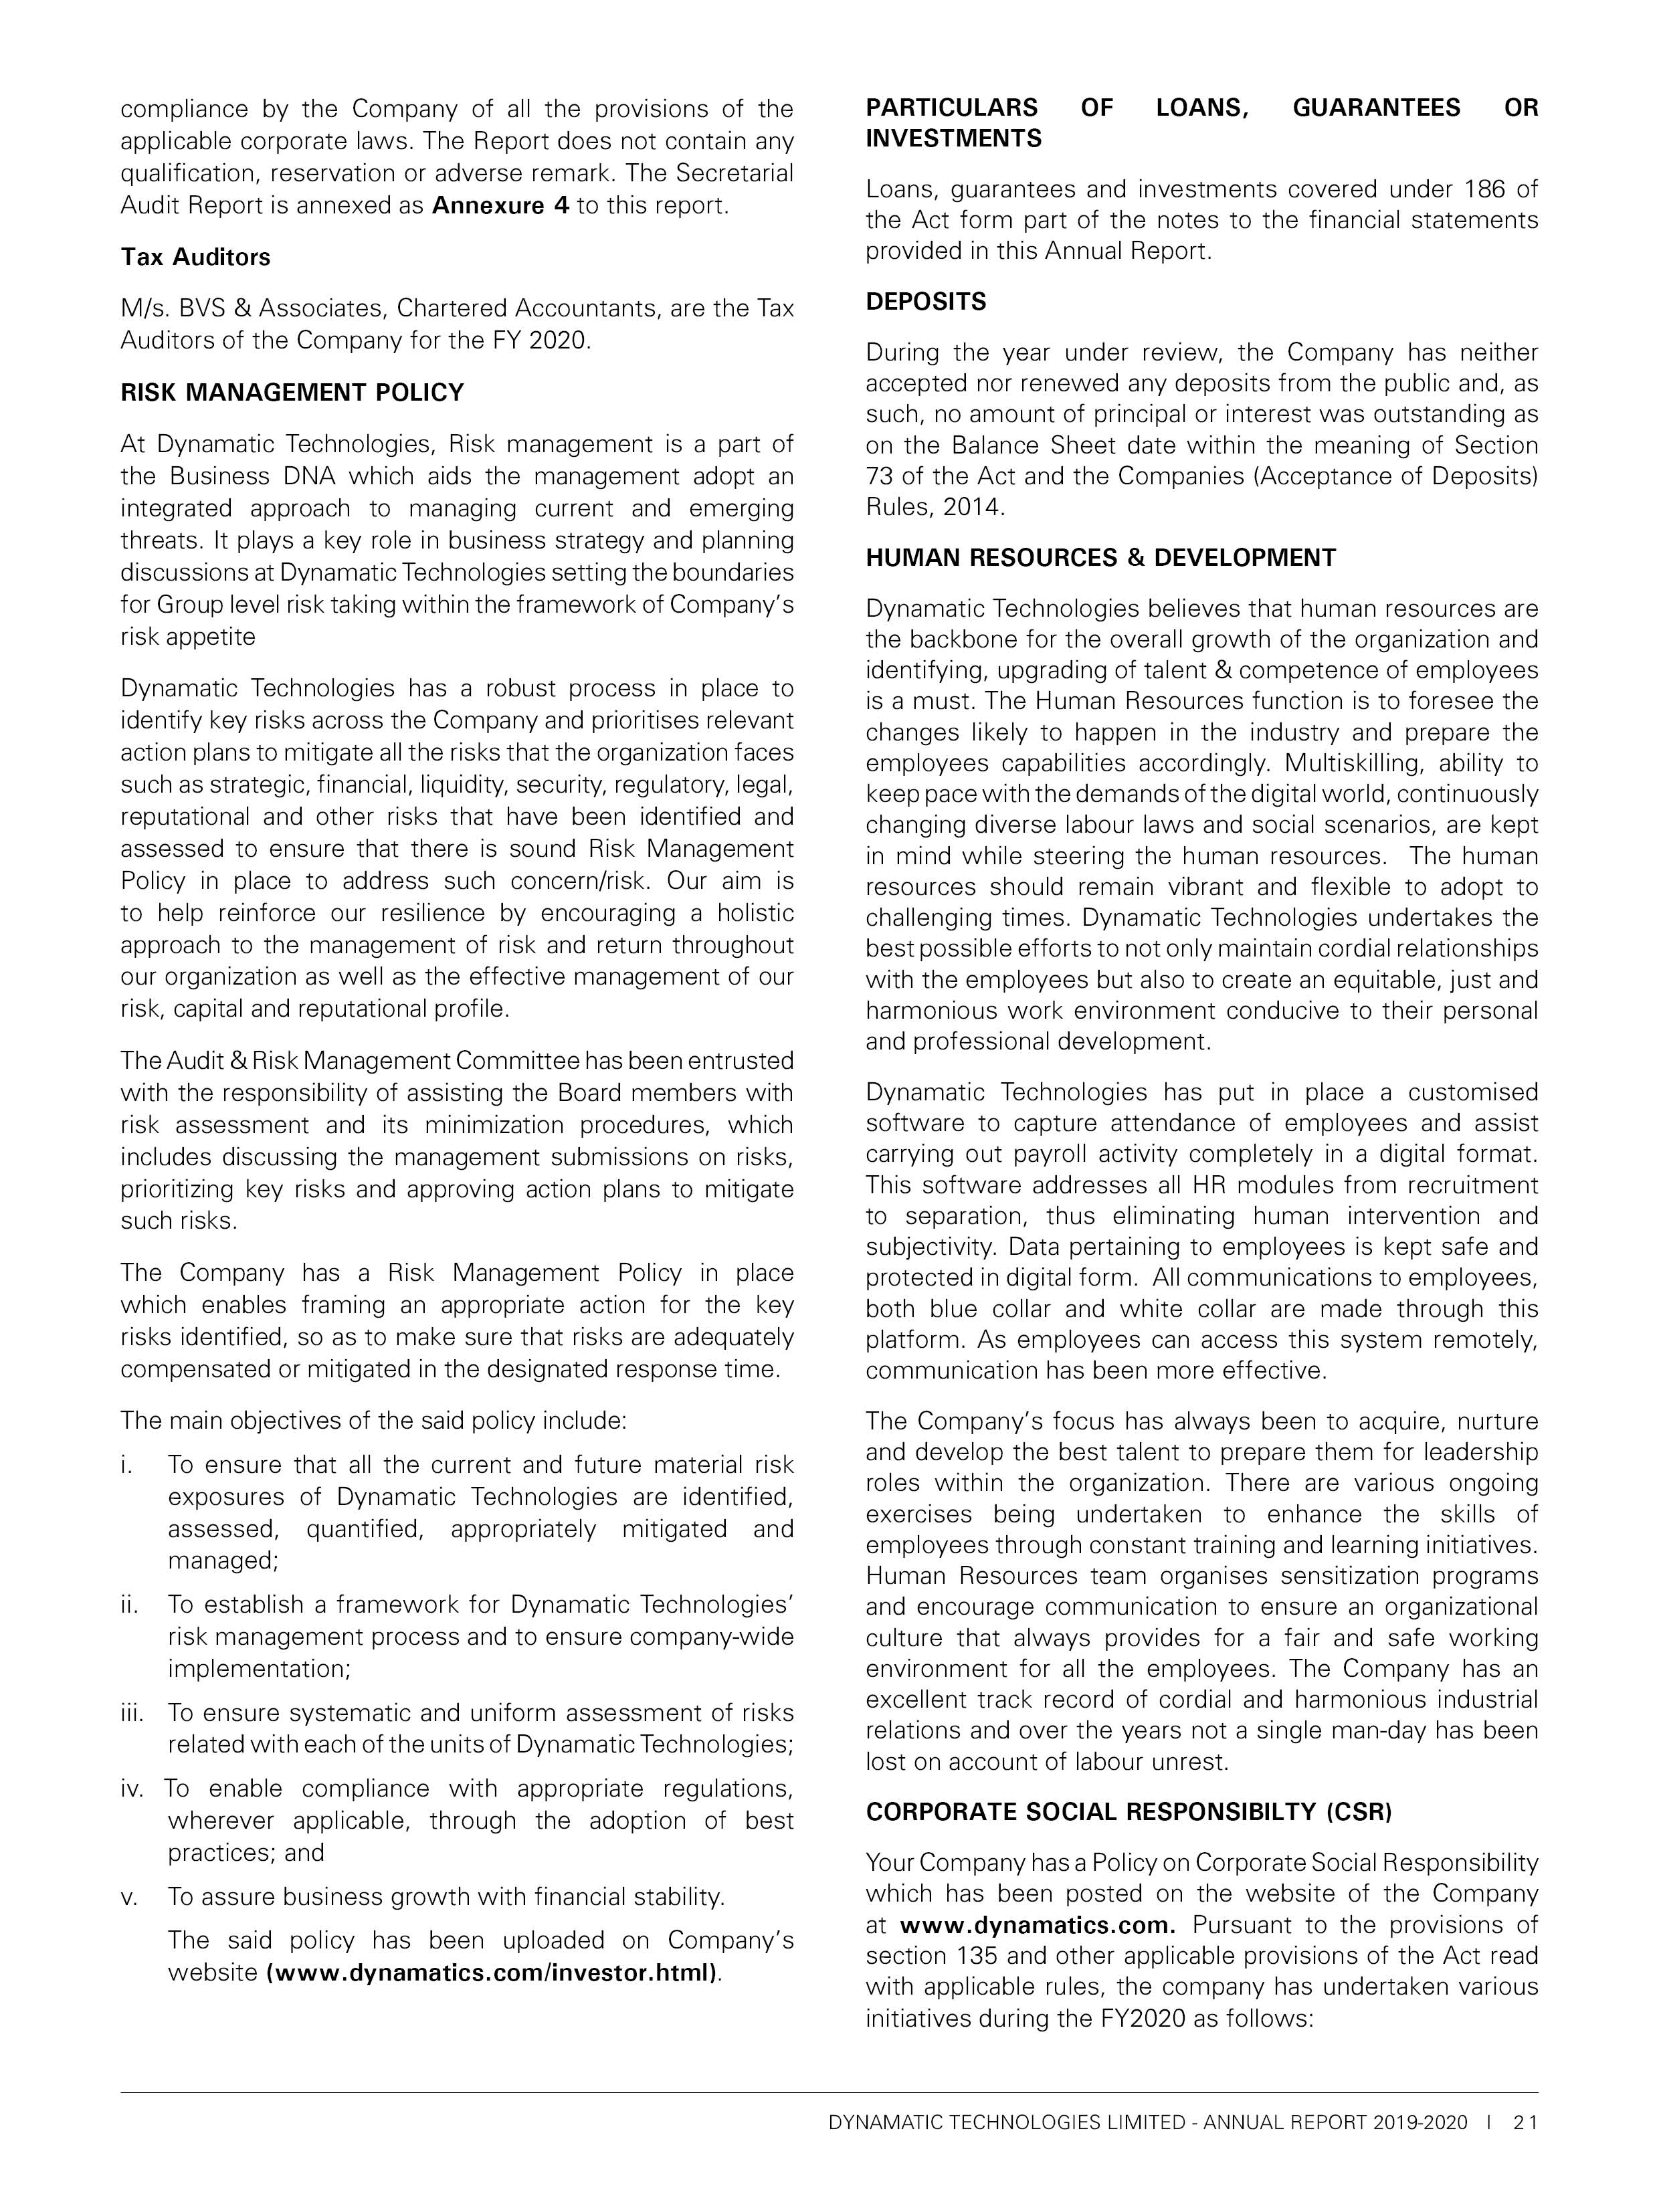 compliance by the Company of all the provisions of the
applicable corporate laws. The Report does not contain any
qualification, reservation or adverse remark. The Secretarial
Audit Report is annexed as Annexure 4 to this report.
Tax Auditors
M/s. BVS & Associates, Chartered Accountants, are the Tax
Auditors of the Company for the FY 2020.
RISK MANAGEMENT POLICY
At Dynamatic Technologies, Risk management is a part of
the Business DNA which aids the management adopt an
integrated approach to managing current and emerging
threats. It plays a key role in business strategy and planning
discussions at Dynamatic Technologies setting the boundaries
for Group level risk taking within the framework of Company's
risk appetite
Dynamatic Technologies has a robust process in place to
identify key risks across the Company and prioritises relevant
action plans to mitigate all the risks that the organization faces
such as strategic, financial, liquidity, security, regulatory, legal,
reputational and other risks that have been identified and
assessed to ensure that there is sound Risk Management
Policy in place to address such concern/risk. Our aim is
to help reinforce our resilience by encouraging a holistic
approach to the management of risk and return throughout
our organization as well as the effective management of our
risk, capital and reputational profile.
The Audit & Risk Management Committee has been entrusted
with the responsibility of assisting the Board members with
risk assessment and its minimization procedures, which
includes discussing the management submissions on risks,
prioritizing key risks and approving action plans to mitigate
such risks.
The Company has a Risk Management Policy in place
which enables framing an appropriate action for the key
risks identified, so as to make sure that risks are adequately
compensated or mitigated in the designated response time.
The main objectives of the said policy include:
i. To ensure that all the current and future material risk
exposures of Dynamatic Technologies are identified,
assessed, quantified, appropriately mitigated and
managed;
ii. To establish a framework for Dynamatic Technologies'
risk management process and to ensure company-wide
implementation;
iii. To ensure systematic and uniform assessment of risks
related with each of the units of Dynamatic Technologies;
iv. To enable compliance with appropriate regulations,
wherever applicable, through the adoption of best
practices; and
v. To assure business growth with financial stability.
The said policy has been uploaded on Company's
website (www.dynamatics.com/investor.html).
PARTICULARS OF LOANS, GUARANTEES OR
INVESTMENTS
Loans, guarantees and investments covered under 186 of
the Act form part of the notes to the financial statements
provided in this Annual Report.
DEPOSITS
During the year under review, the Company has neither
accepted nor renewed any deposits from the public and, as
such, no amount of principal or interest was outstanding as
on the Balance Sheet date within the meaning of Section
73 of the Act and the Companies (Acceptance of Deposits)
Rules, 2014.
HUMAN RESOURCES & DEVELOPMENT
Dynamatic Technologies believes that human resources are
the backbone for the overall growth of the organization and
identifying, upgrading of talent & competence of employees
is a must. The Human Resources function is to foresee the
changes likely to happen in the industry and prepare the
employees capabilities accordingly. Multiskilling, ability to
keep pace with the demands of the digital world, continuously
changing diverse labour laws and social scenarios, are kept
in mind while steering the human resources. The human
resources should remain vibrant and flexible to adopt to
challenging times. Dynamatic Technologies undertakes the
best possible efforts to not only maintain cordial relationships
with the employees but also to create an equitable, just and
harmonious work environment conducive to their personal
and professional development.
Dynamatic Technologies has put in place a customised
software to capture attendance of employees and assist
carrying out payroll activity completely in a digital format.
This software addresses all HR modules from recruitment
to separation, thus eliminating human intervention and
subjectivity. Data pertaining to employees is kept safe and
protected in digital form. All communications to employees,
both blue collar and white collar are made through this
platform. As employees can access this system remotely,
communication has been more effective.
The Company's focus has always been to acquire, nurture
and develop the best talent to prepare them for leadership
roles within the organization. There are various ongoing
exercises being undertaken to enhance the skills of
employees through constant training and learning initiatives.
Human Resources team organises sensitization programs
and encourage communication to ensure an organizational
culture that always provides for a fair and safe working
environment for all the employees. The Company has an
excellent track record of cordial and harmonious industrial
relations and over the years not a single man-day has been
lost on account of labour unrest.
CORPORATE SOCIAL RESPONSIBILTY (CSR)
Your Company has a Policy on Corporate Social Responsibility
which has been posted on the website of the Company
at www.dynamatics.com. Pursuant to the provisions of
section 135 and other applicable provisions of the Act read
with applicable rules, the company has undertaken various
initiatives during the FY2020 as follows:
DYNAMATIC TECHNOLOGIES LIMITED - ANNUAL REPORT 2019-2020 | 21